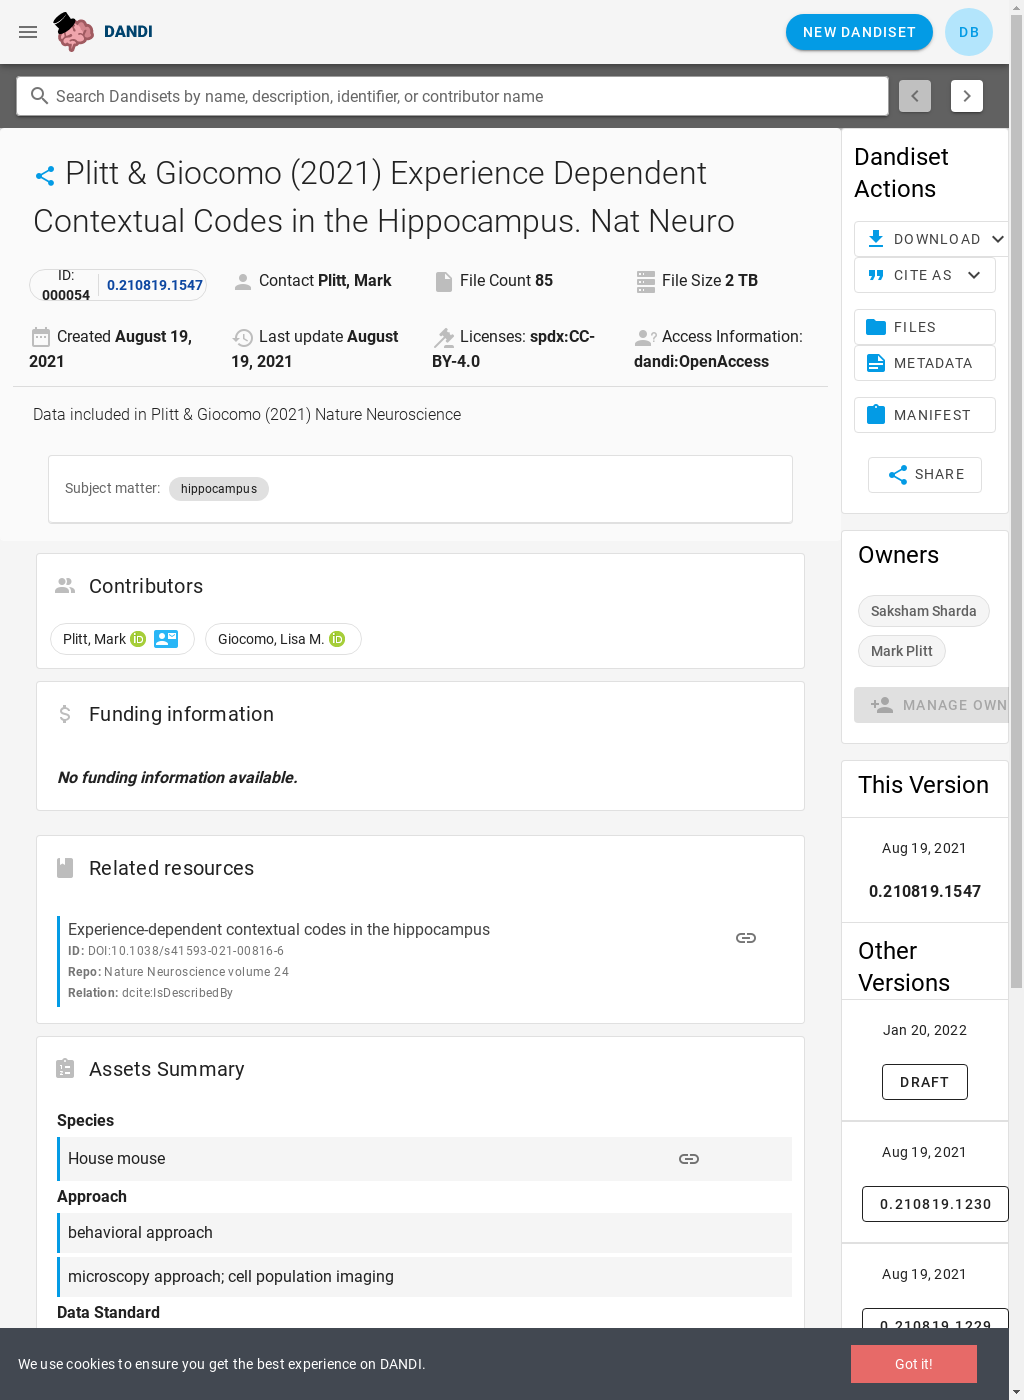 DANDI
NEW DANDISET
DB
Search Dandisets by name, description, identifier, or contributor name
Plitt & Giocomo (2021) Experience Dependent
Contextual Codes in the Hippocampus. Nat Neuro
ID:
000054
0.210819.1547
Contact Plitt, Mark
File Count 85
File Size 2 TB
Created August 19,
2021
Last update August
19, 2021
Licenses: spdx:CC-
BY-4.0
Access Information:
dandi:OpenAccess
Data included in Plitt & Giocomo (2021) Nature Neuroscience
Subject matter: hippocampus
Contributors
Plitt, Mark iD
Giocomo, Lisa M. iD
Funding information
No funding information available.
Related resources
Experience-dependent contextual codes in the hippocampus
ID: DOI:10.1038/s41593-021-00816-6
Repo: Nature Neuroscience volume 24
Relation: dcite:IsDescribedBy
Assets Summary
Species
House mouse
Approach
behavioral approach
microscopy approach; cell population imaging
Data Standard
Dandiset
Actions
DOWNLOAD
CITE AS
FILES
METADATA
MANIFEST
SHARE
Owners
Saksham Sharda
Mark Plitt
MANAGE OWN
This Version
Aug 19, 2021
0.210819.1547
Other
Versions
Jan 20, 2022
DRAFT
Aug 19, 2021
0.210819.1230
Aug 19, 2021
0.210819.1229
We use cookies to ensure you get the best experience on DANDI.
Got it!